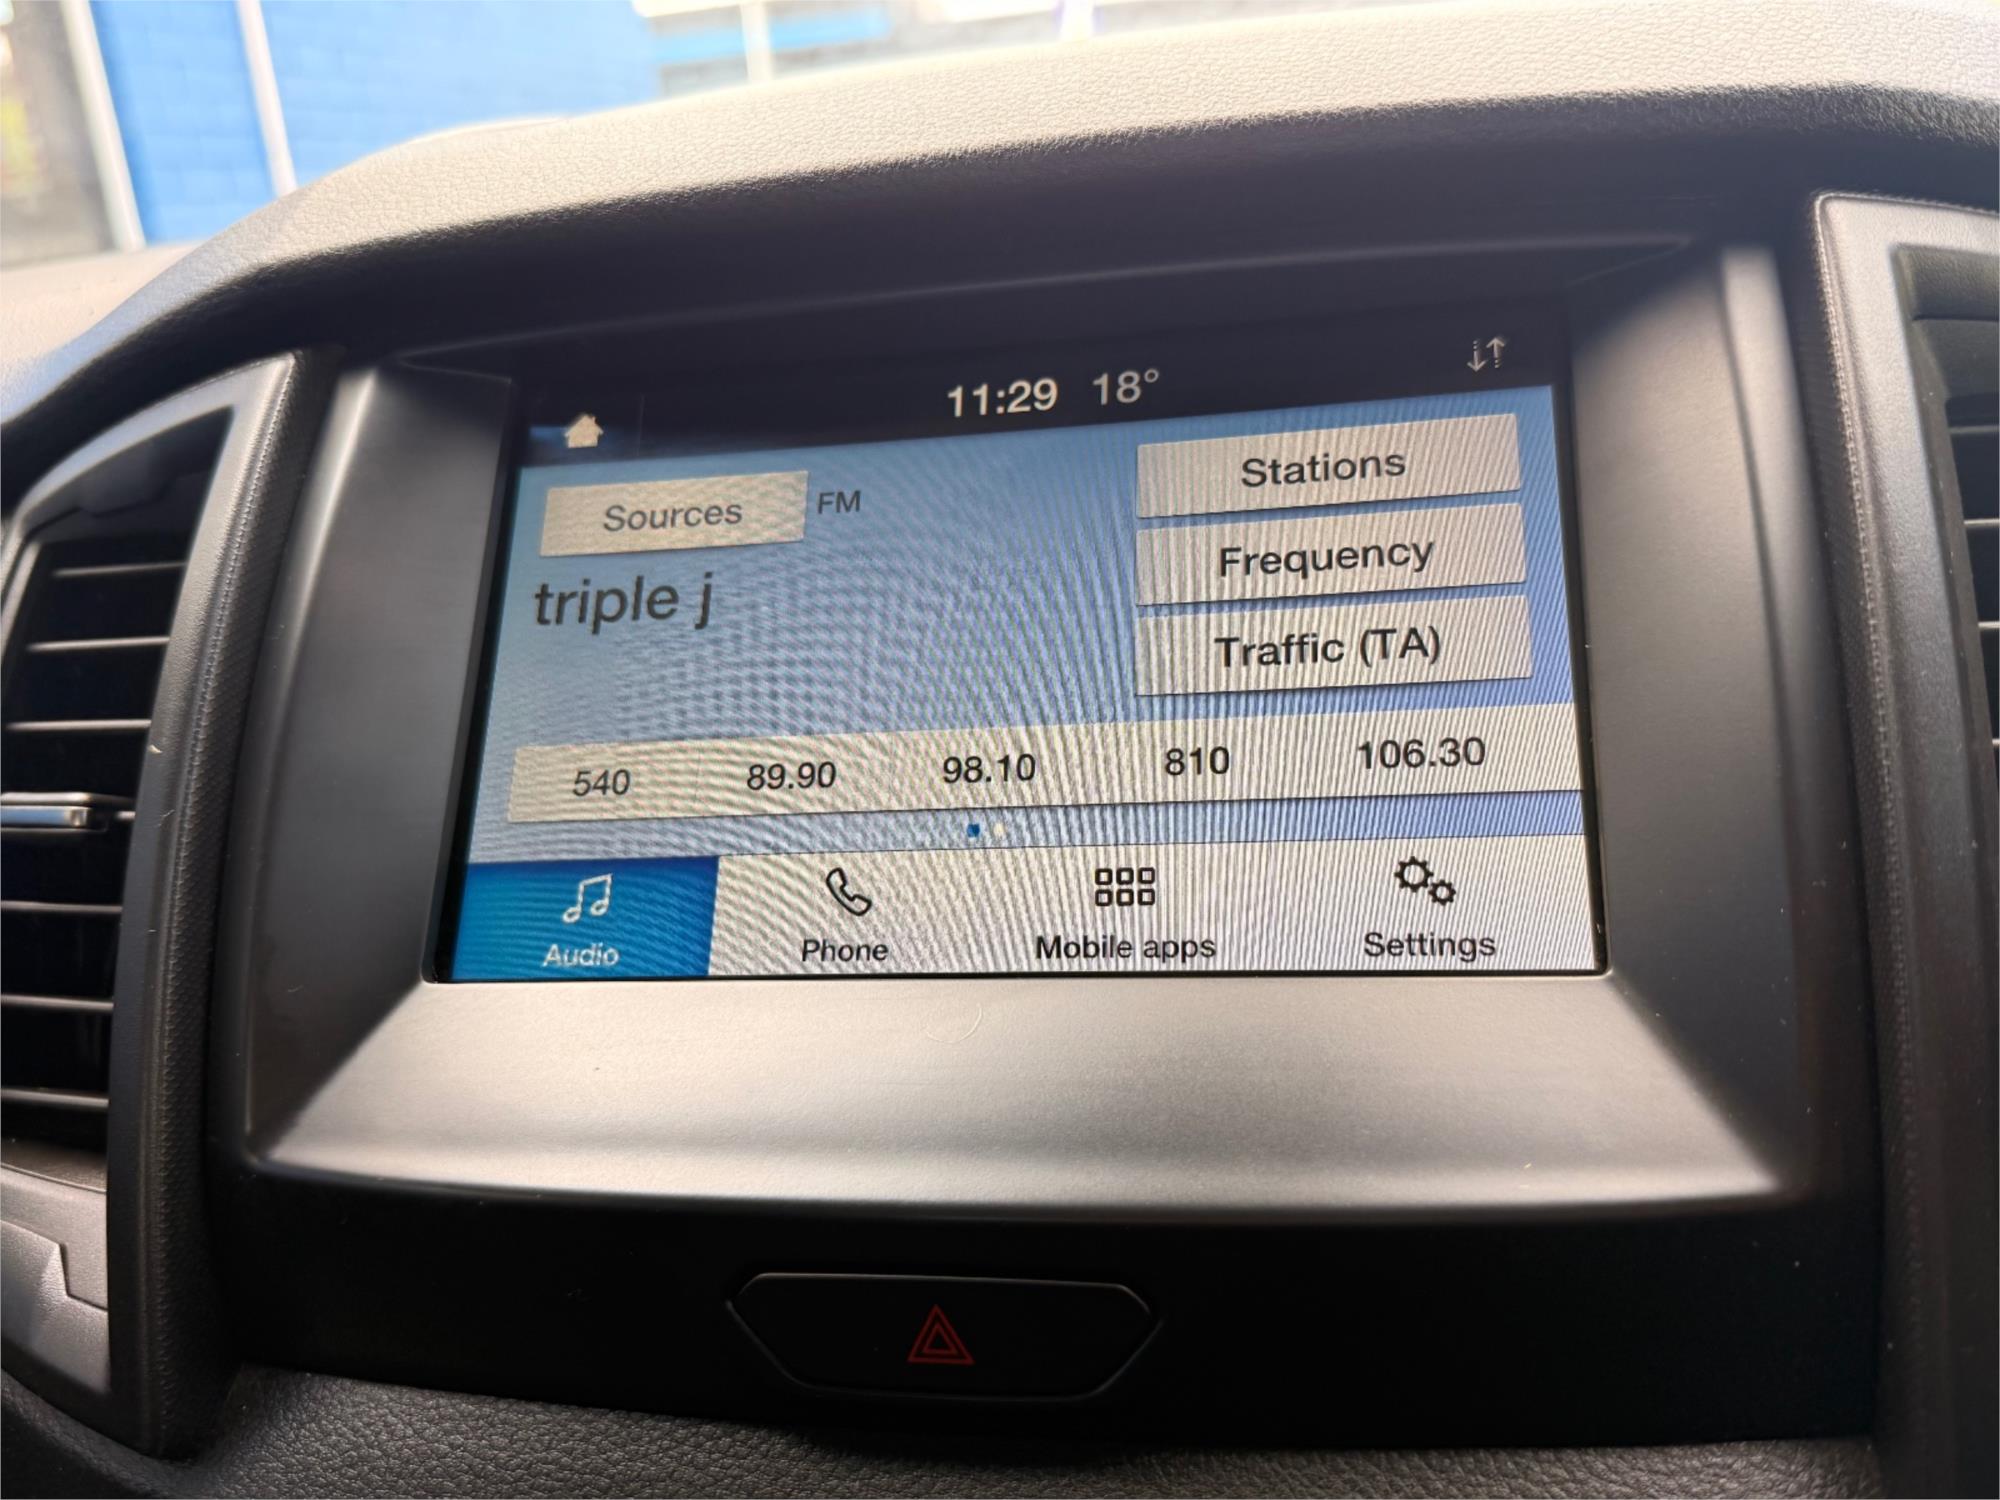 11:29 18°
Sources FM
Stations
Frequency
triple j
Traffic (TA)
540 89.90 98.10 810 106.30
Audio Phone Mobile apps Settings